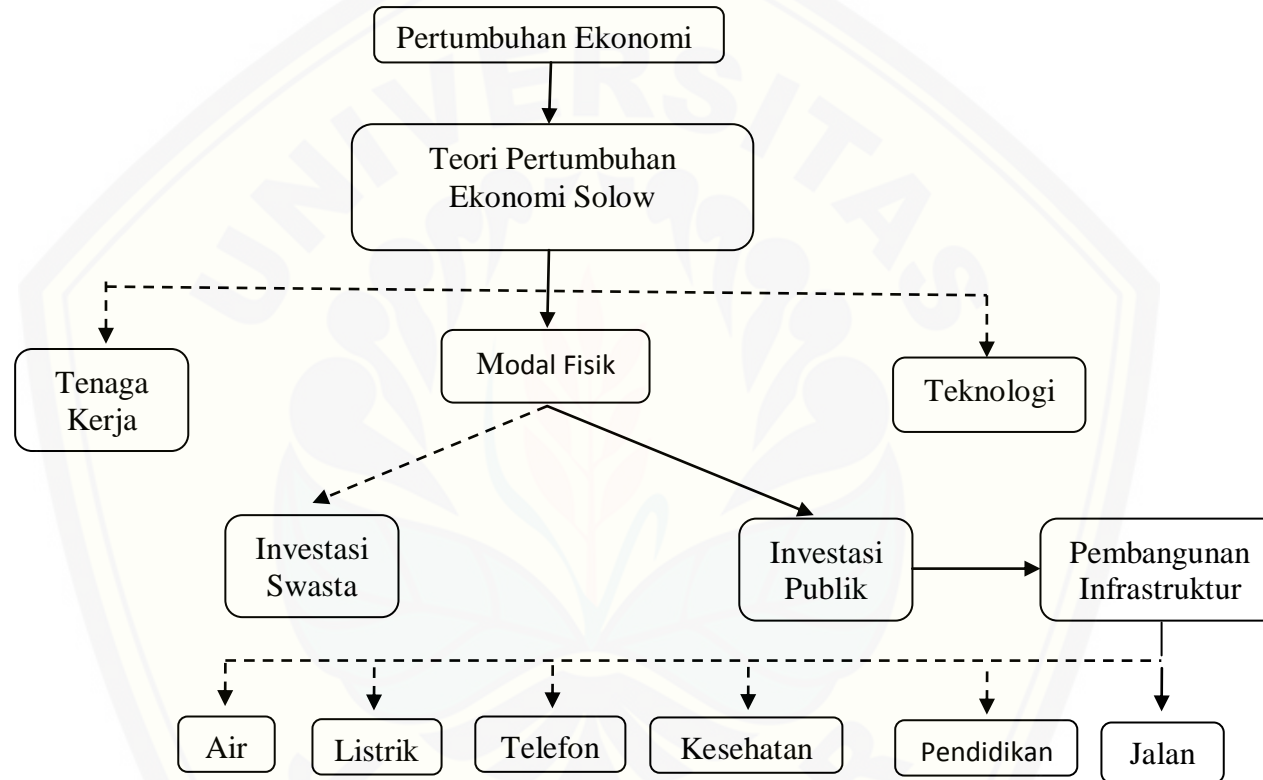 UNIVERSITAS
Pertumbuhan Ekonomi
Teori Pertumbuhan
Ekonomi Solow
Tenaga
Kerja
Modal Fisik
Teknologi
Investasi
Swasta
Investasi
Publik
Pembangunan
Infrastruktur
Air
Listrik
Telefon
Kesehatan
Pendidikan
Jalan